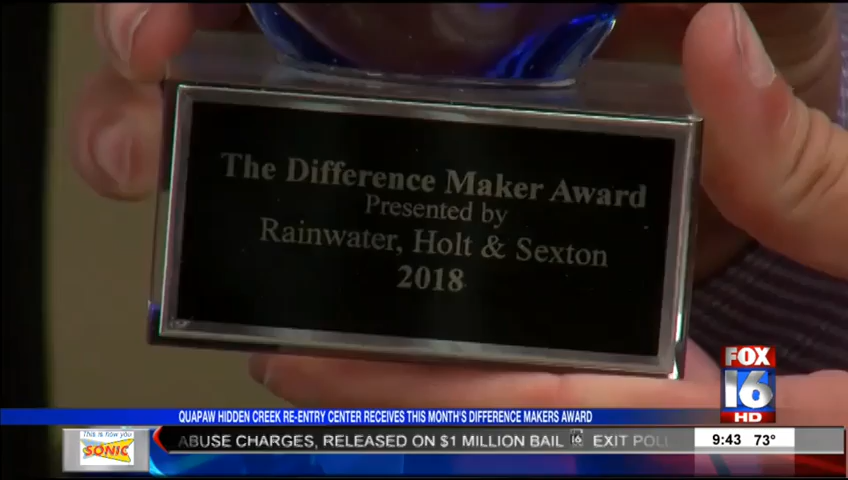 The Difference Maker Award
Presented by
Rainwater, Holt & Sexton
2018
FOX
16
HD
QUAPAW HIDDEN CREEK RE-ENTRY CENTER RECEIVES THIS MONTH'S DIFFERENCE MAKERS AWARD
This is how you
SONIC
ABUSE CHARGES, RELEASED ON $1 MILLION BAIL 16 EXIT POLL
9:43 73°